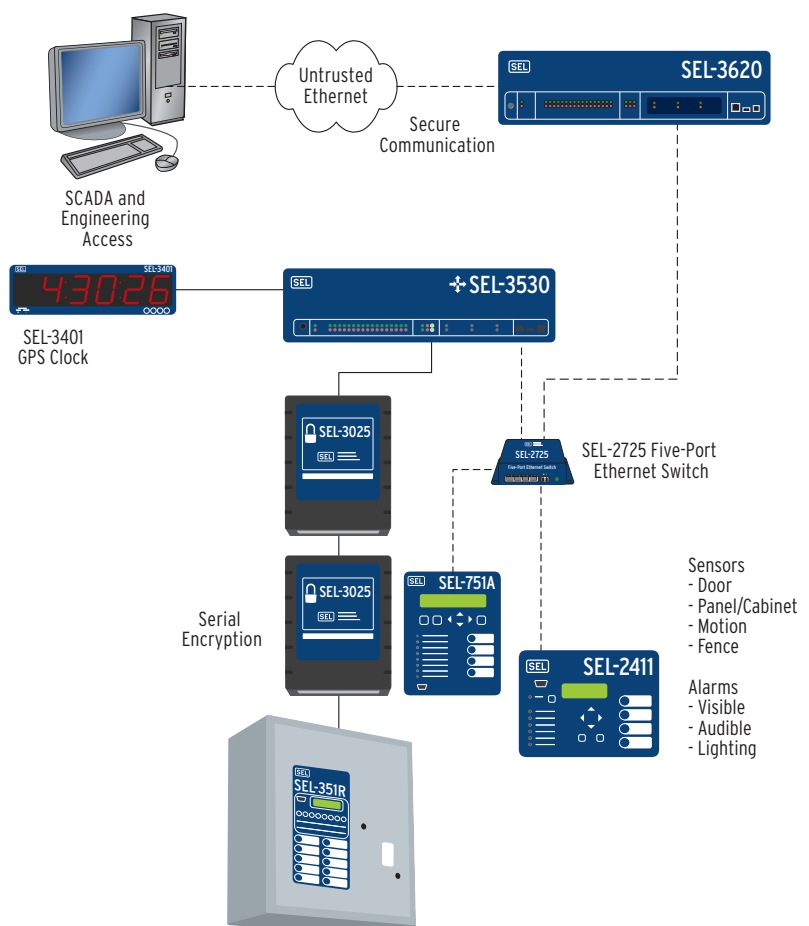 Untrusted
Ethernet
SEL
SEL-3620
Secure
Communication
SCADA and
Engineering
Access
SEL
SEL-3401
4:30:26
SEL-3401
GPS Clock
SEL
SEL-3530
SEL-3025
SEL
SEL
SEL-2725
Five-Port Ethernet Switch
SEL-2725 Five-Port
Ethernet Switch
SEL-3025
SEL
Serial
Encryption
SEL
SEL-751A
Sensors
- Door
- Panel/Cabinet
- Motion
- Fence
SEL
SEL-2411
Alarms
- Visible
- Audible
- Lighting
SEL
SEL-351R